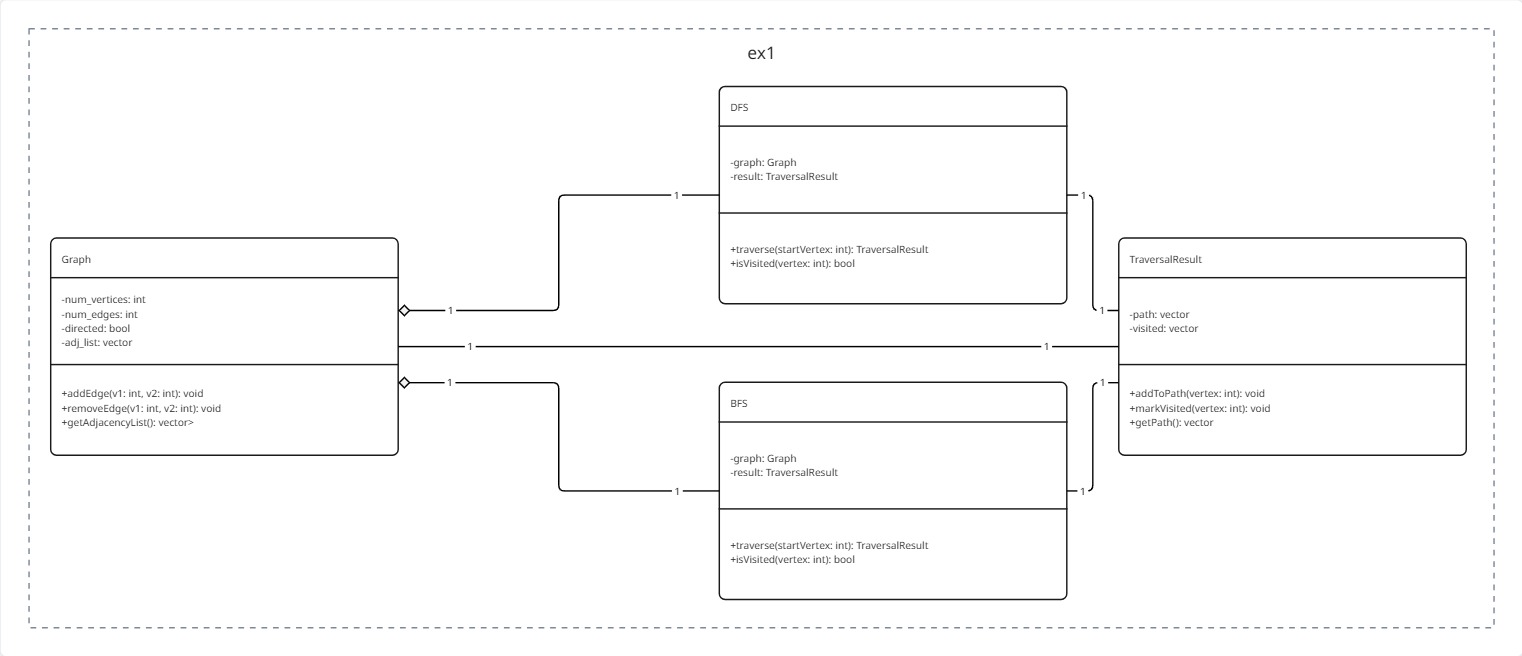 ex1
DFS
-graph: Graph
-result: TraversalResult
1
1
+traverse(startVertex: int): TraversalResult
+isVisited(vertex: int): bool
Graph
-num_vertices: int
-num_edges: int
-directed: bool
-adj_list: vector
1
1
1
+addEdge(v1: int, v2: int): void
+removeEdge(v1: int, v2: int): void
+getAdjacencyList(): vector>
TraversalResult
-path: vector
-visited: vector
1
1
1
+addToPath(vertex: int): void
+markVisited(vertex: int): void
+getPath(): vector
BFS
-graph: Graph
-result: TraversalResult
1
1
+traverse(startVertex: int): TraversalResult
+isVisited(vertex: int): bool